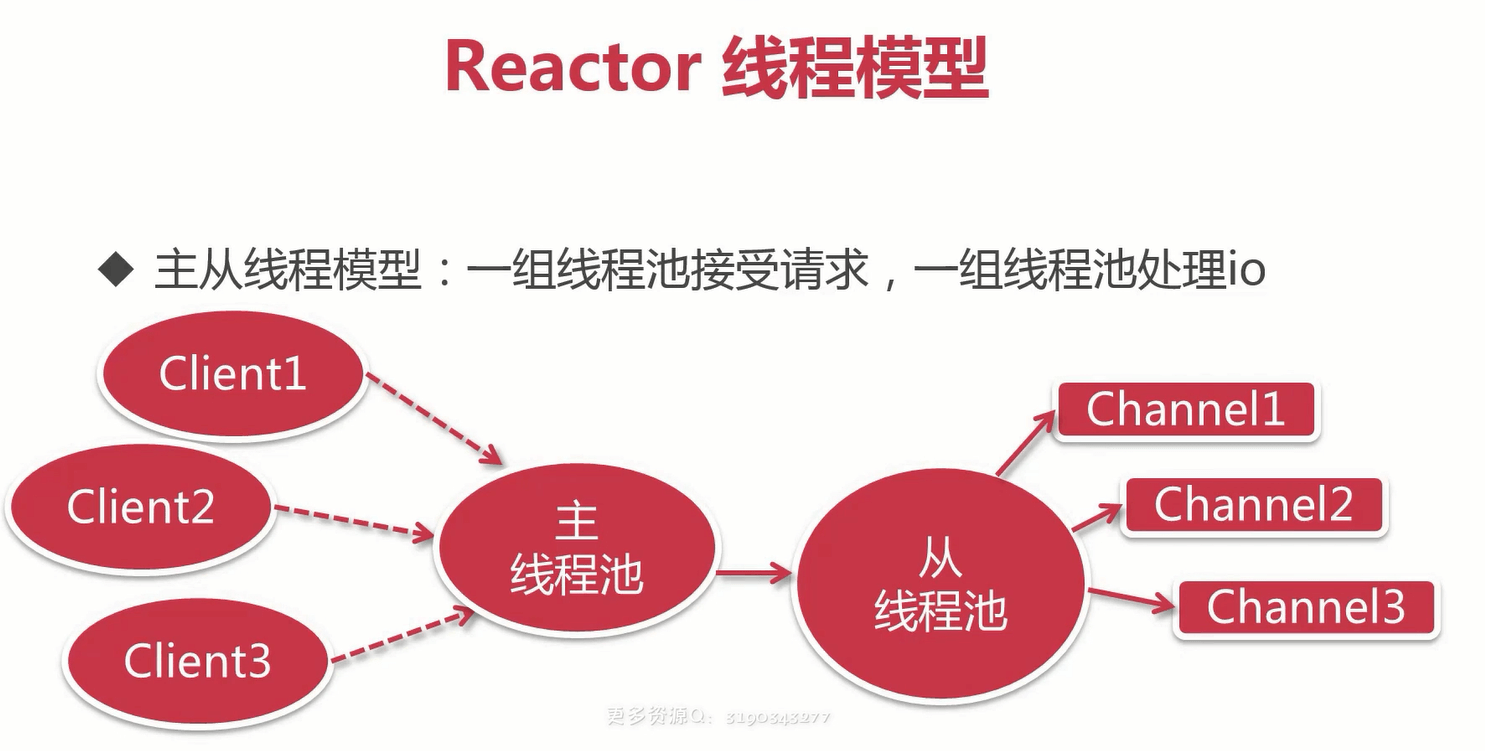 Reactor 线程模型
◆ 主从线程模型：一组线程池接受请求，一组线程池处理io
Client1
Client2
Client3
主
线程池
从
线程池
Channel1
Channel2
Channel3
更多资源Q：3190343277